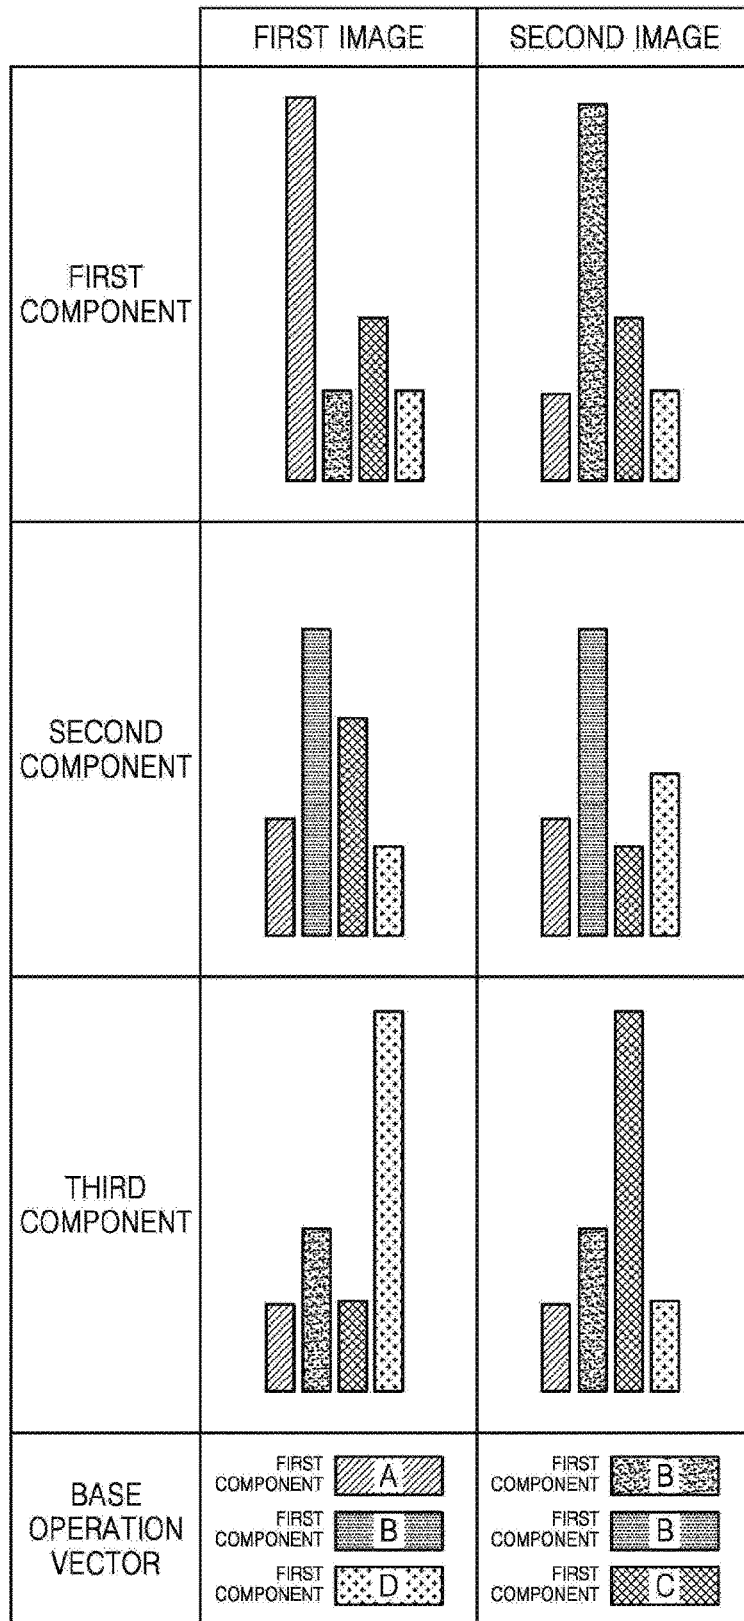 FIRST IMAGE
SECOND IMAGE
FIRST
COMPONENT
SECOND
COMPONENT
THIRD
COMPONENT
BASE
OPERATION
VECTOR
FIRST
COMPONENT
A
FIRST
COMPONENT
B
FIRST
COMPONENT
D
FIRST
COMPONENT
B
FIRST
COMPONENT
B
FIRST
COMPONENT
C